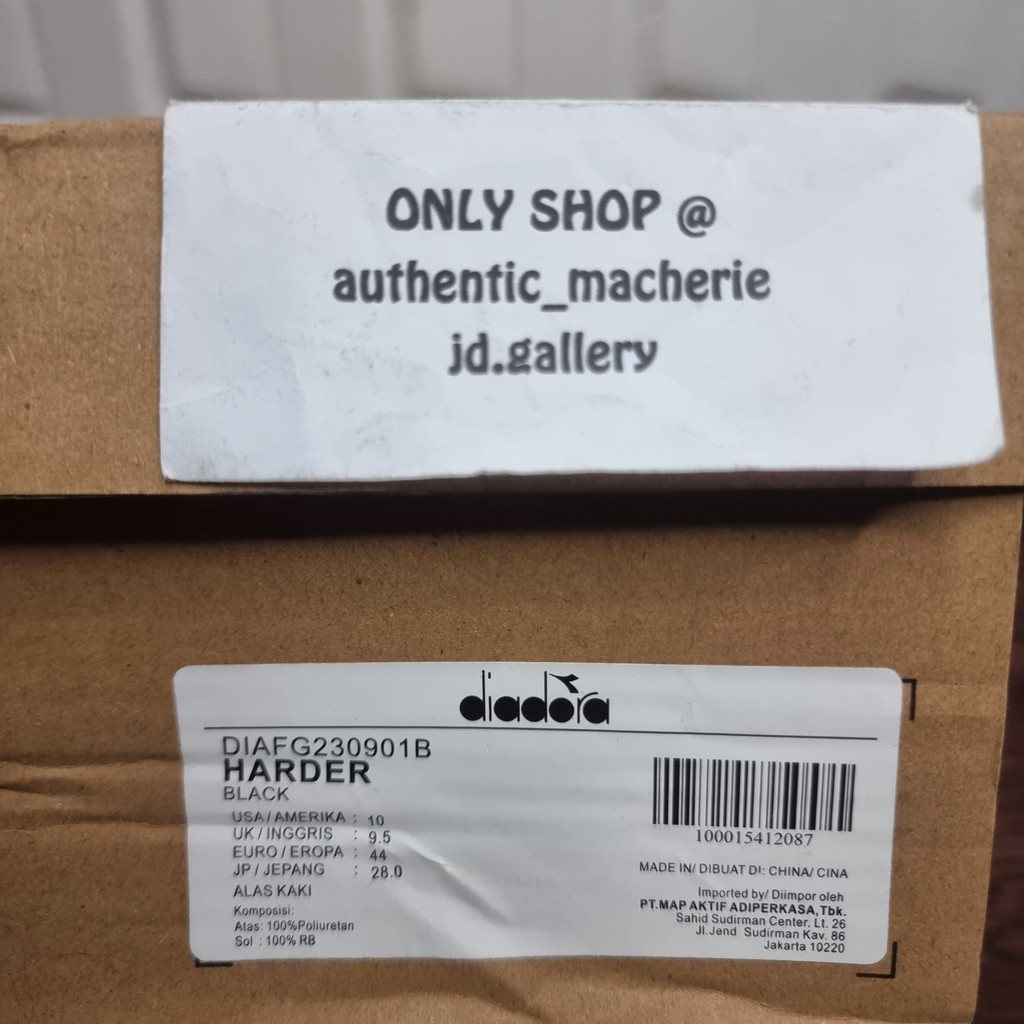 ONLY SHOP @
authentic_macherie
jd.gallery
diadora
DIAFG230901B
HARDER
BLACK
USA/AMERIKA : 10
UK/INGGRIS : 9.5
EURO/EROPA : 44
JP/JEPANG : 28.0
ALAS KAKI
Komposisi:
Atas: 100%Poliuretan
Sol : 100% RB
100015412087
MADE IN/ DIBUAT DI: CHINA/ CINA
Imported by/ Diimpor oleh
PT.MAP AKTIF ADIPERKASA,Tbk.
Sahid Sudirman Center, Lt. 26
Jl.Jend Sudirman Kav. 86
Jakarta 10220